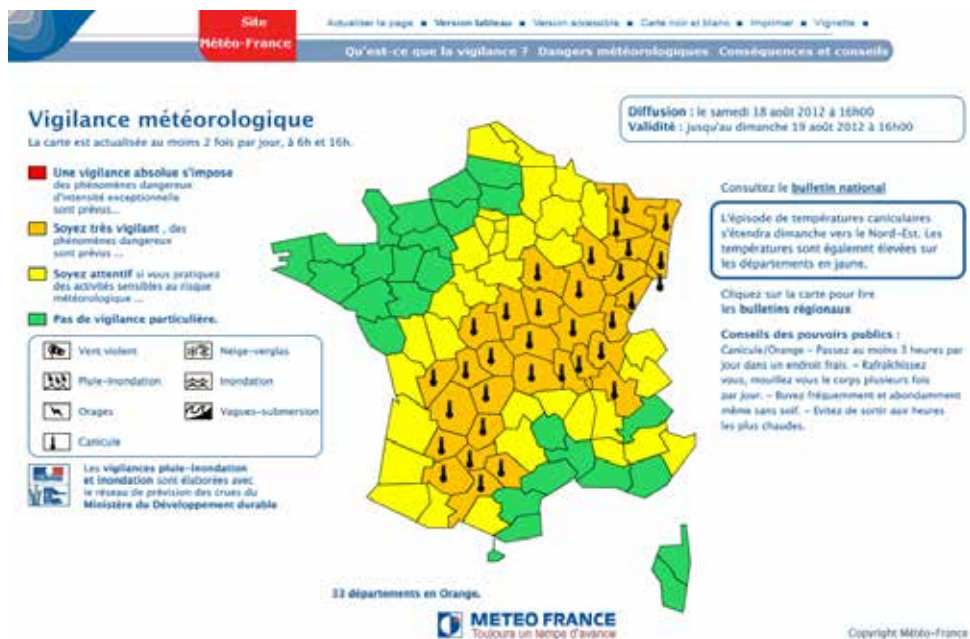 Site
Météo-France
Actualiser la page ■ Version tableau ■ Version accessible ■ Carte noir et blanc ■ Imprimer ■ Vignette ■
Qu'est-ce que la vigilance ? Dangers météorologiques Conséquences et conseils
Vigilance météorologique
La carte est actualisée au moins 2 fois par jour, à 6h et 16h.
Diffusion : le samedi 18 août 2012 à 16h00
Validité : jusqu'au dimanche 19 août 2012 à 16h00
Une vigilance absolue s'impose
des phénomènes dangereux
d'intensité exceptionnelle
sont prévus...
Soyez très vigilant , des
phénomènes dangereux
sont prévus ...
Soyez attentif si vous pratiquez
des activités sensibles au risque
météorologique ...
Pas de vigilance particulière.
Vent violent
Neige-verglas
Pluie-inondation
Inondation
Orages
Vagues-submersion
Canicule
Les vigilances pluie-inondation
et inondation sont élaborées avec
le réseau de prévision des crues du
Ministère du Développement durable
Consultez le bulletin national
L'épisode de températures caniculaires
s'étendra dimanche vers le Nord-Est. Les
températures sont égalemnt élevées sur
les départements en jaune.
Cliquez sur la carte pour lire
les bulletins régionaux
Conseils des pouvoirs publics :
Canicule/Orange - Passez au moins 3 heures par
jour dans un endroit frais. - Rafraîchissez
vous, mouillez vous le corps plusieurs fois
par jour. - Buvez fréquemment et abondamment
même sans soif. - Evitez de sortir aux heures
les plus chaudes.
33 départements en Orange.
METEO FRANCE
Toujours un temps d'avance
Copyright Météo-France